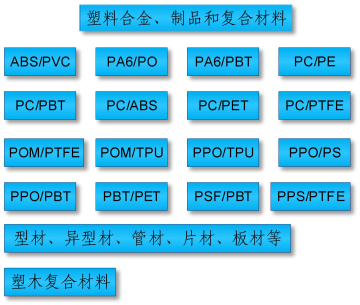 塑料合金、制品和复合材料
ABS/PVC PA6/PO PA6/PBT PC/PE
PC/PBT PC/ABS PC/PET PC/PTFE
POM/PTFE POM/TPU PPO/TPU PPO/PS
PPO/PBT PBT/PET PSF/PBT PPS/PTFE
型材、异型材、管材、片材、板材等
塑木复合材料